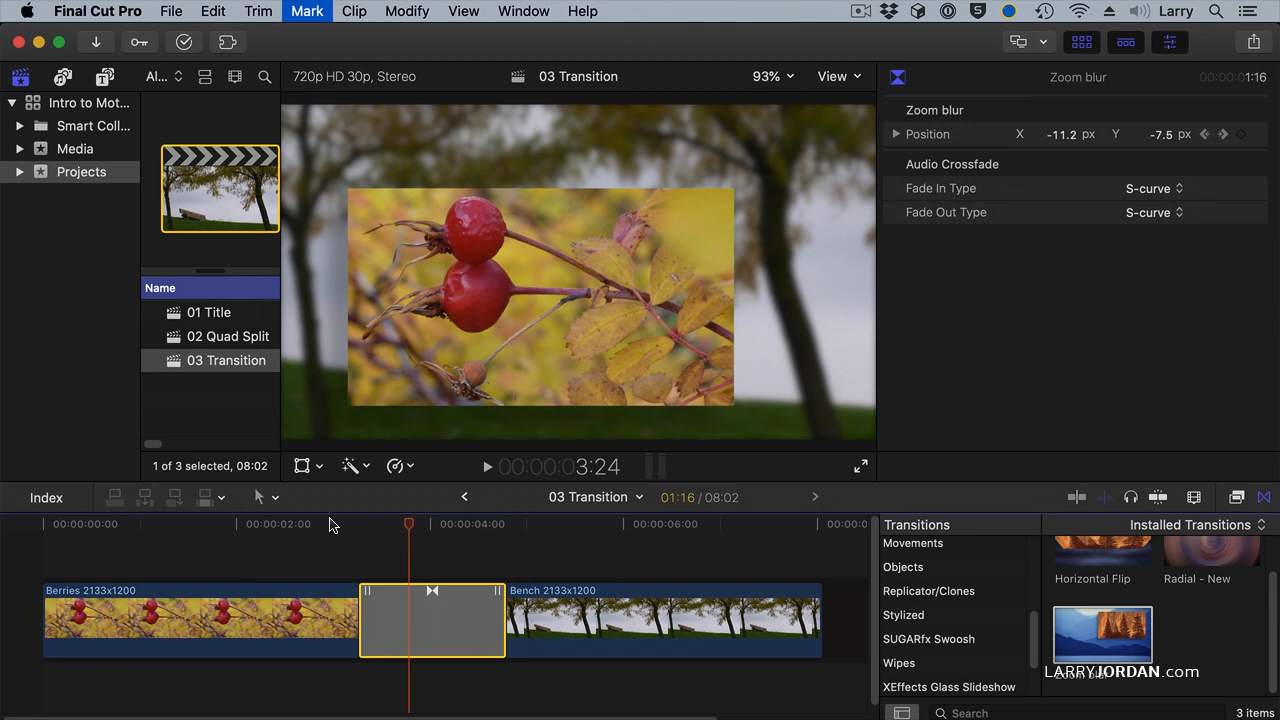 Final Cut Pro File Edit Trim Mark Clip Modify View Window Help Larry
Al...
720p HD 30p, Stereo
03 Transition
93%
View
Zoom blur
00:00:01:16
Intro to Mot...
Smart Coll...
Media
Projects
Zoom blur
Position X -11.2 px Y -7.5 px
Audio Crossfade
Fade In Type S-curve
Fade Out Type S-curve
Name
01 Title
02 Quad Split
03 Transition
1 of 3 selected, 08:02
00:00:03:24
Index
03 Transition
01:16 / 08:02
00:00:00:00
00:00:02:00
00:00:04:00
00:00:06:00
00:00:0
Berries 2133x1200
Bench 2133x1200
Transitions
Installed Transitions
Movements
Objects
Replicator/Clones
Stylized
SUGARfx Swoosh
Wipes
XEffects Glass Slideshow
Horizontal Flip
Radial - New
LARRYJORDAN.com
Search
3 items